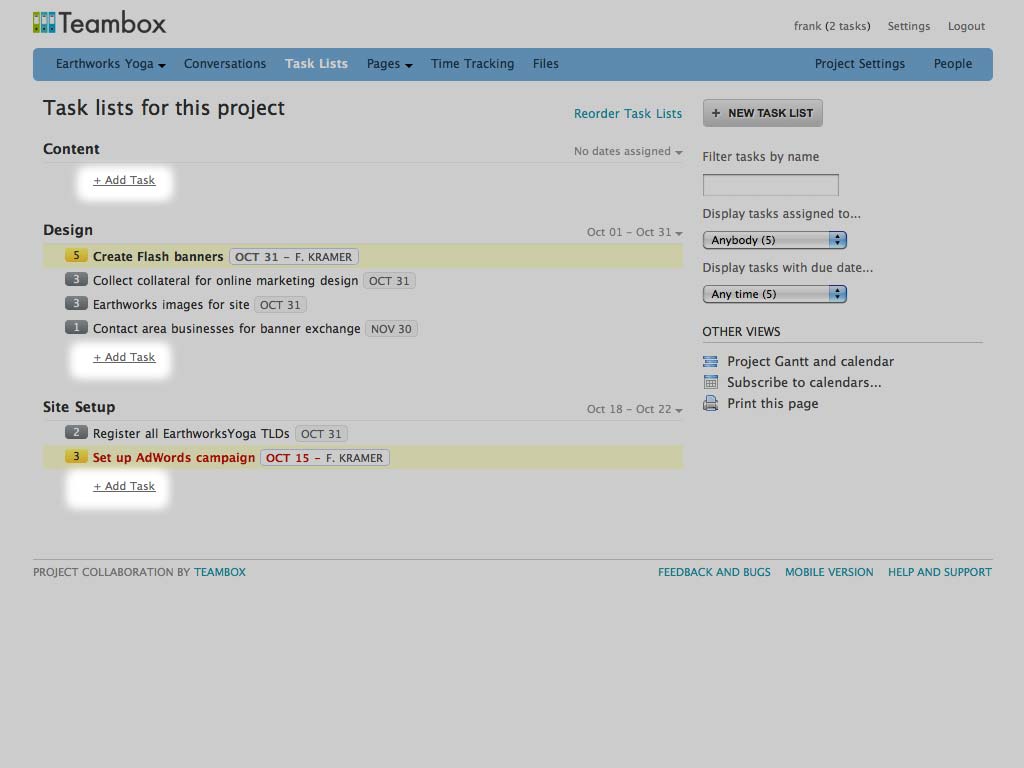 Teambox
frank (2 tasks) Settings Logout
Earthworks Yoga Conversations Task Lists Pages Time Tracking Files Project Settings People
Task lists for this project
Reorder Task Lists
+ NEW TASK LIST
Content
No dates assigned
+ Add Task
Design
Oct 01 – Oct 31
5 Create Flash banners OCT 31 – F. KRAMER
3 Collect collateral for online marketing design OCT 31
3 Earthworks images for site OCT 31
1 Contact area businesses for banner exchange NOV 30
+ Add Task
Site Setup
Oct 18 – Oct 22
2 Register all EarthworksYoga TLDs OCT 31
3 Set up AdWords campaign OCT 15 – F. KRAMER
+ Add Task
Filter tasks by name
Display tasks assigned to...
Anybody (5)
Display tasks with due date...
Any time (5)
OTHER VIEWS
Project Gantt and calendar
Subscribe to calendars...
Print this page
PROJECT COLLABORATION BY TEAMBOX
FEEDBACK AND BUGS MOBILE VERSION HELP AND SUPPORT